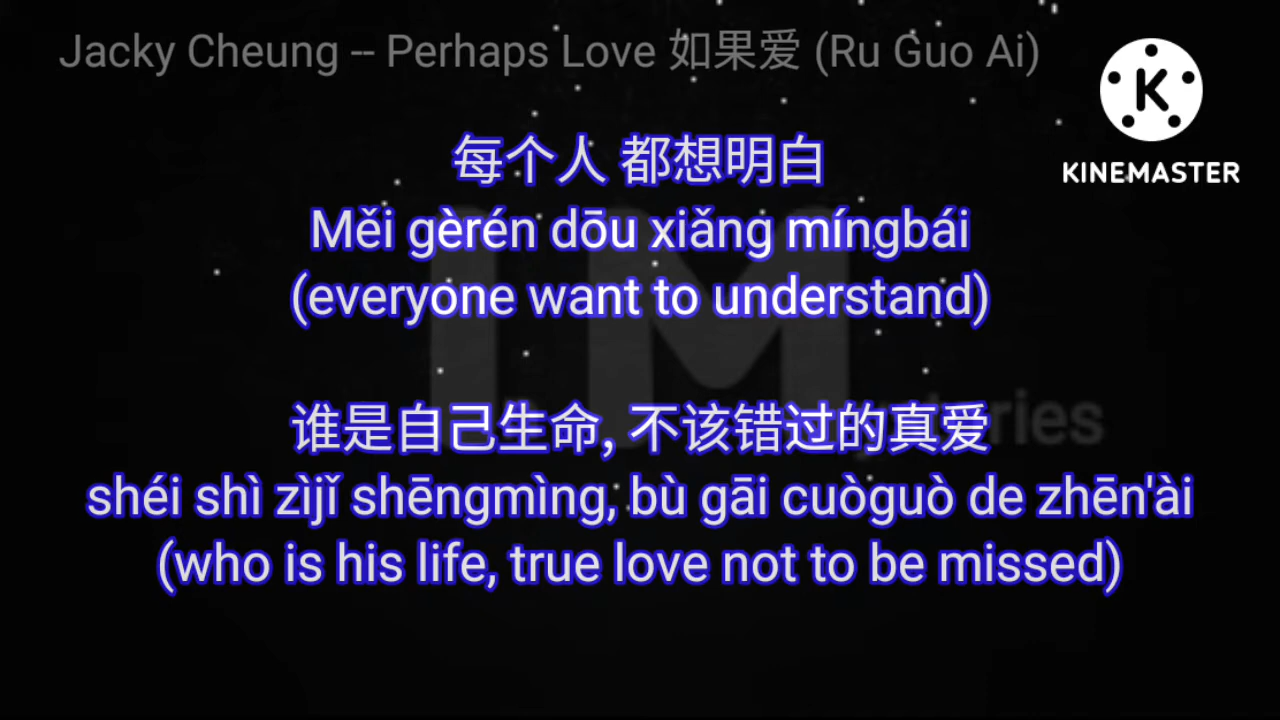 Jacky Cheung -- Perhaps Love 如果爱 (Ru Guo Ai)
K
KINEMASTER
每个人 都想明白
Měi gèrén dōu xiǎng míngbái
(everyone want to understand)
谁是自己生命, 不该错过的真爱
shéi shì zìjǐ shēngmìng, bù gāi cuòguò de zhēn'ài
(who is his life, true love not to be missed)
I M